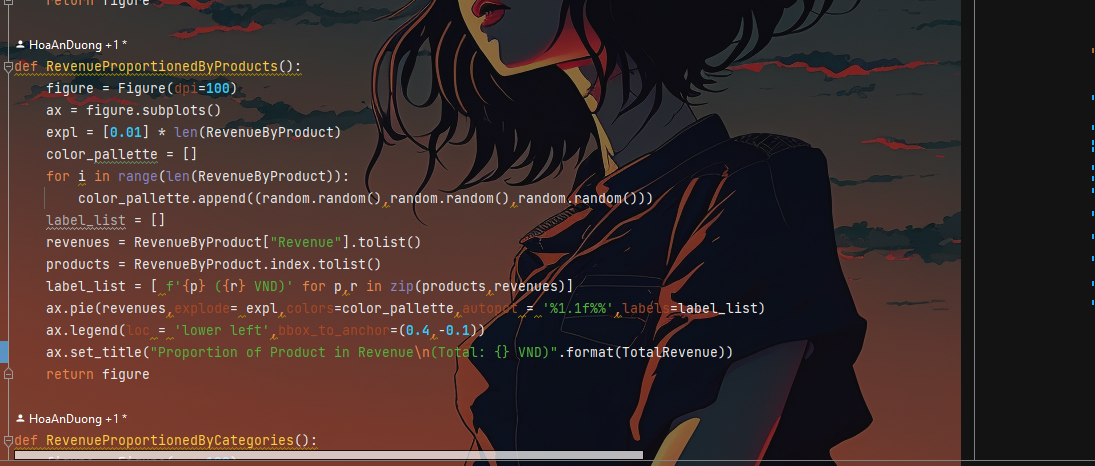 return figure
HoaAnDuong +1 *
def RevenueProportionedByProducts():
figure = Figure(dpi=100)
ax = figure.subplots()
expl = [0.01] * len(RevenueByProduct)
color_pallette = []
for i in range(len(RevenueByProduct)):
color_pallette.append((random.random(),random.random(),random.random()))
label_list = []
revenues = RevenueByProduct["Revenue"].tolist()
products = RevenueByProduct.index.tolist()
label_list = [ f'{p} ({r} VND)' for p,r in zip(products,revenues)]
ax.pie(revenues,explode= expl,colors=color_pallette,autopct = '%1.1f%%',labels=label_list)
ax.legend(loc = 'lower left',bbox_to_anchor=(0.4,-0.1))
ax.set_title("Proportion of Product in Revenue\n(Total: {} VND)".format(TotalRevenue))
return figure
HoaAnDuong +1 *
def RevenueProportionedByCategories():